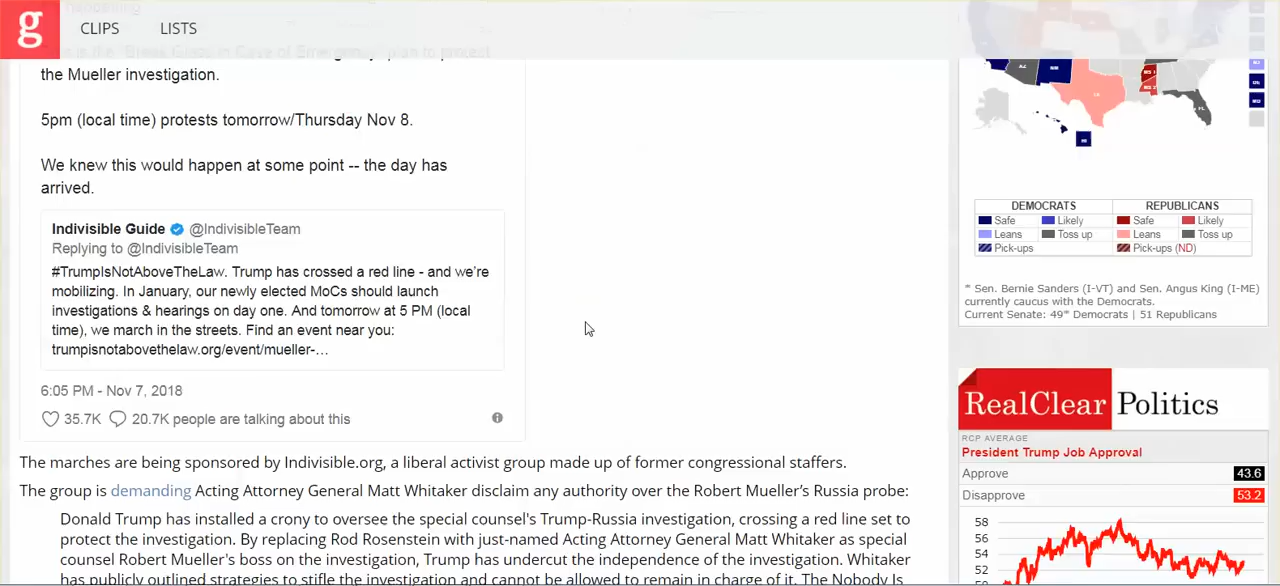 g
CLIPS
LISTS
the Mueller investigation.
5pm (local time) protests tomorrow/Thursday Nov 8.
We knew this would happen at some point -- the day has
arrived.
Indivisible Guide @IndivisibleTeam
Replying to @IndivisibleTeam
#TrumpIsNotAboveTheLaw. Trump has crossed a red line - and we're
mobilizing. In January, our newly elected MoCs should launch
investigations & hearings on day one. And tomorrow at 5 PM (local
time), we march in the streets. Find an event near you:
trumpisnotabovethelaw.org/event/mueller-…
6:05 PM - Nov 7, 2018
35.7K 20.7K people are talking about this
The marches are being sponsored by Indivisible.org, a liberal activist group made up of former congressional staffers.
The group is demanding Acting Attorney General Matt Whitaker disclaim any authority over the Robert Mueller's Russia probe:
Donald Trump has installed a crony to oversee the special counsel's Trump-Russia investigation, crossing a red line set to
protect the investigation. By replacing Rod Rosenstein with just-named Acting Attorney General Matt Whitaker as special
counsel Robert Mueller's boss on the investigation, Trump has undercut the independence of the investigation. Whitaker
has publicly outlined strategies to stifle the investigation and cannot be allowed to remain in charge of it. The Nobody Is
DEMOCRATS REPUBLICANS
Safe Likely Safe Likely
Leans Toss up Leans Toss up
Pick-ups Pick-ups (ND)
* Sen. Bernie Sanders (I-VT) and Sen. Angus King (I-ME)
currently caucus with the Democrats.
Current Senate: 49* Democrats | 51 Republicans
RealClear Politics
RCP AVERAGE
President Trump Job Approval
Approve 43.6
Disapprove 53.2
58
56
54
52